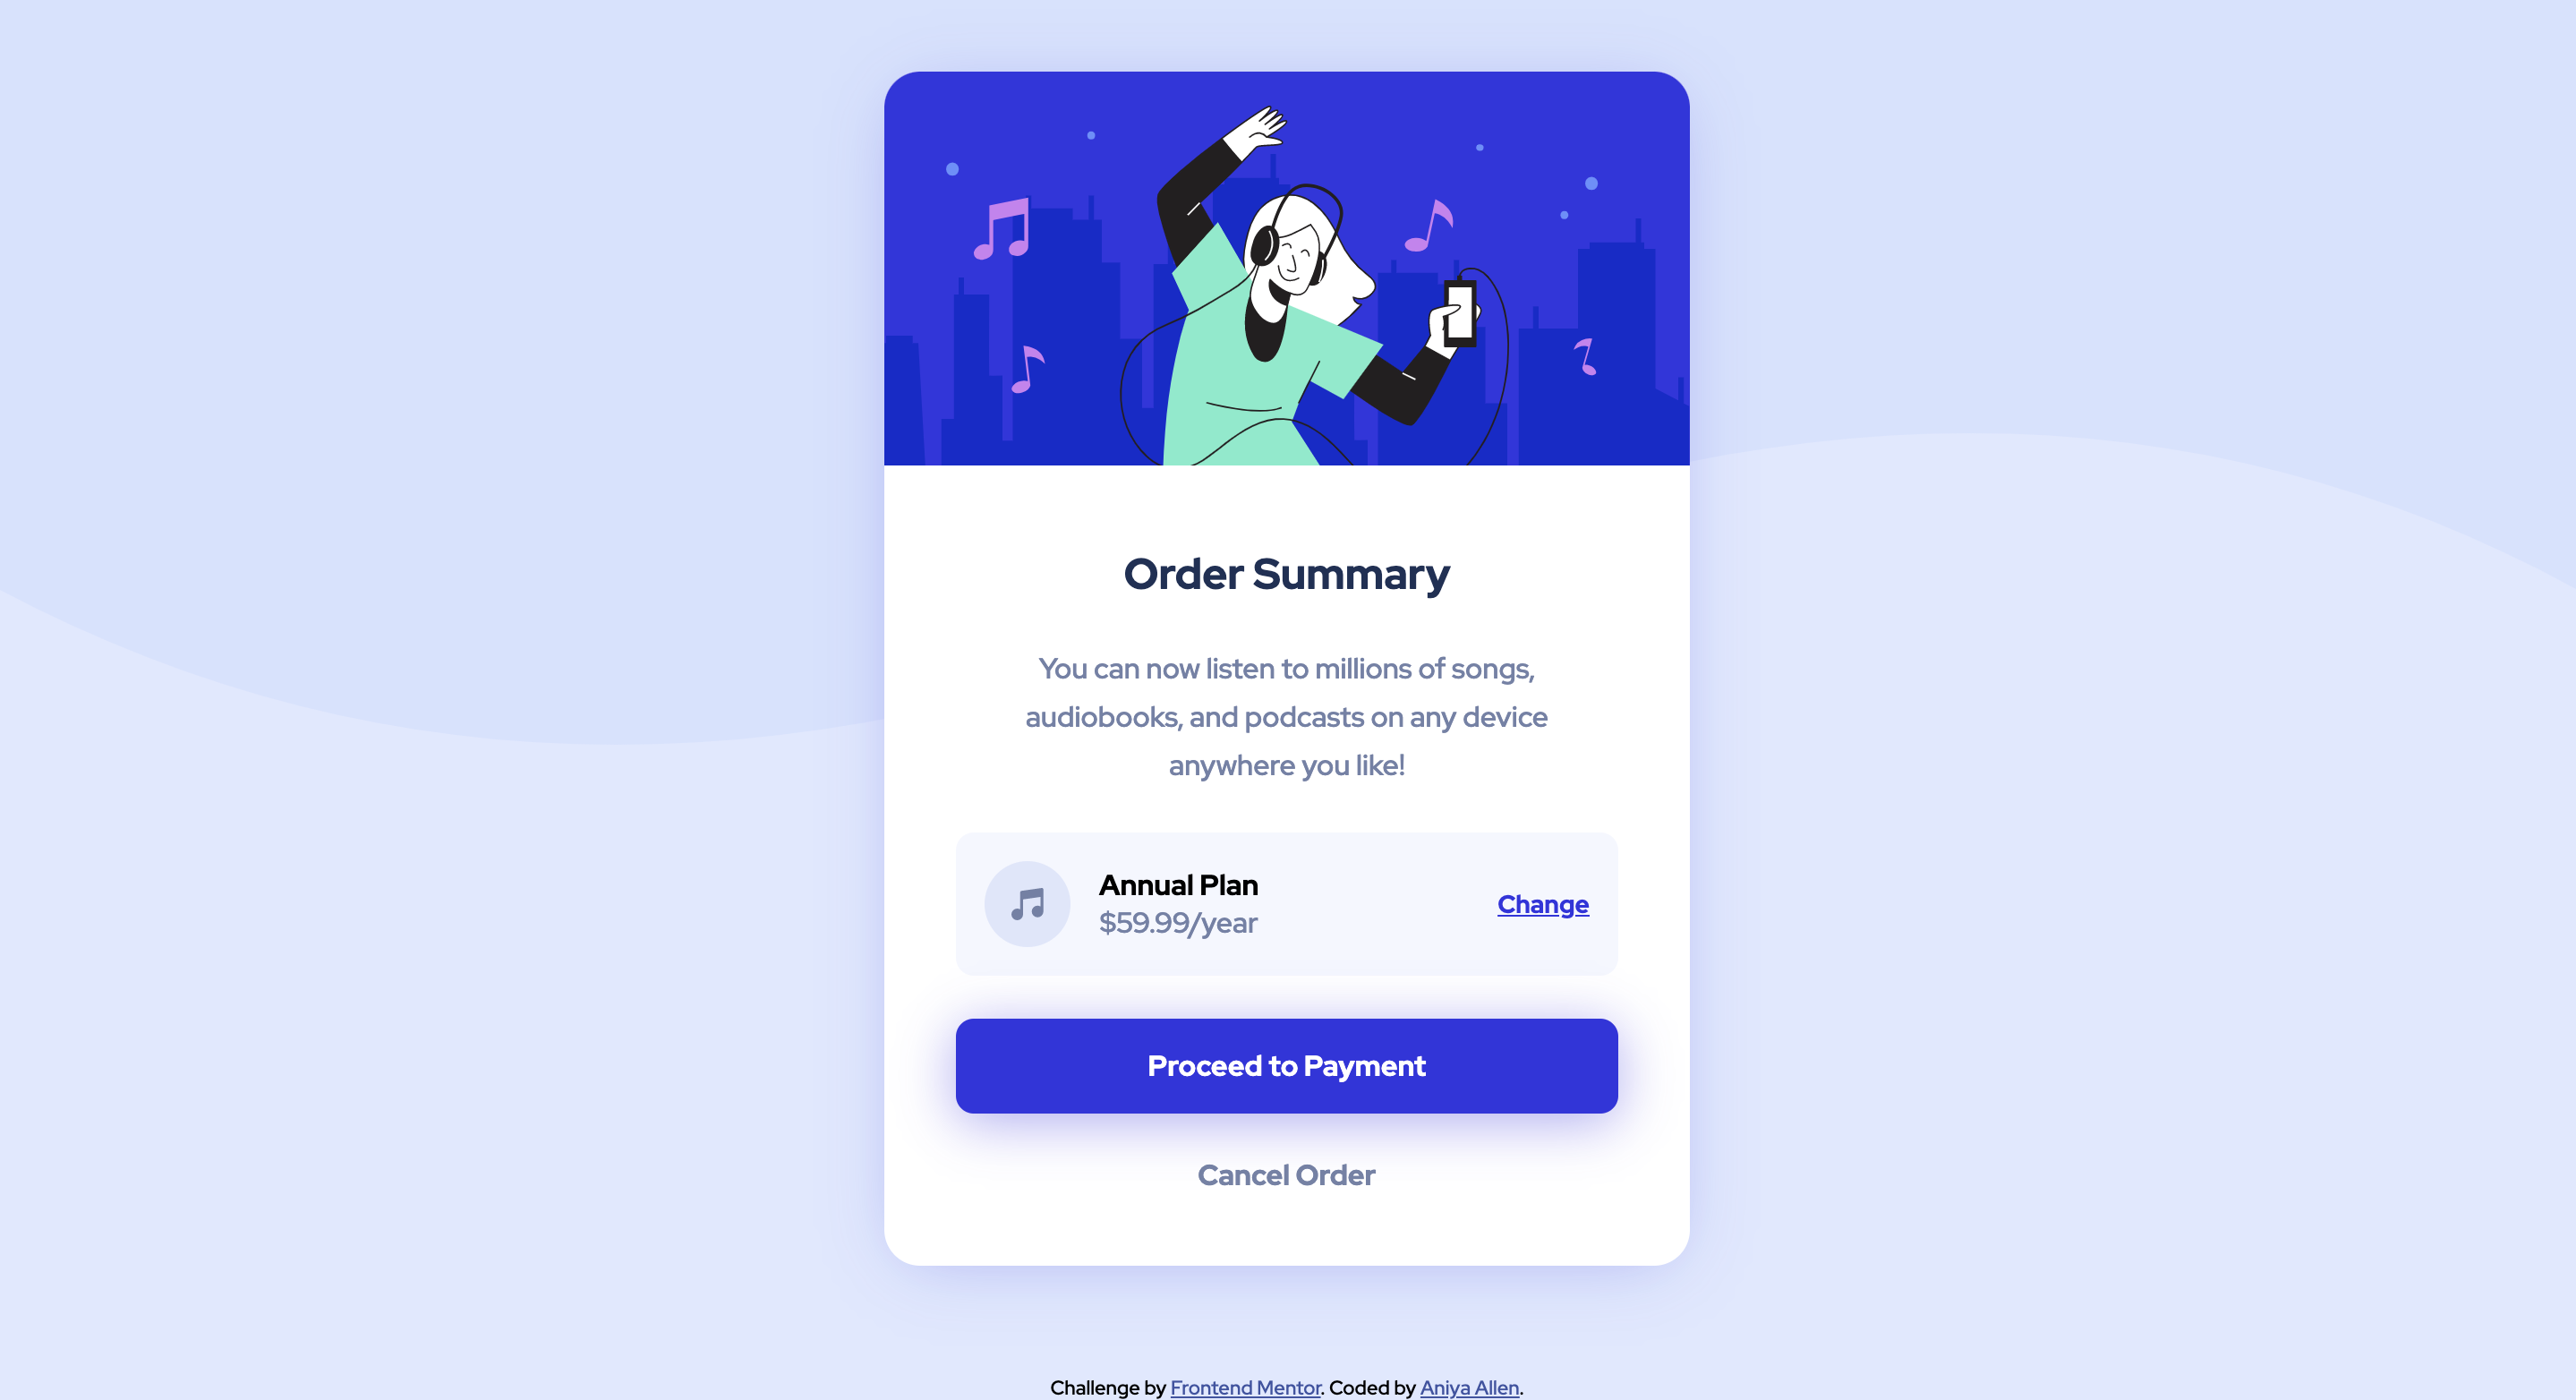 Order Summary
You can now listen to millions of songs,
audiobooks, and podcasts on any device
anywhere you like!
Annual Plan
$59.99/year
Change
Proceed to Payment
Cancel Order
Challenge by Frontend Mentor. Coded by Aniya Allen.